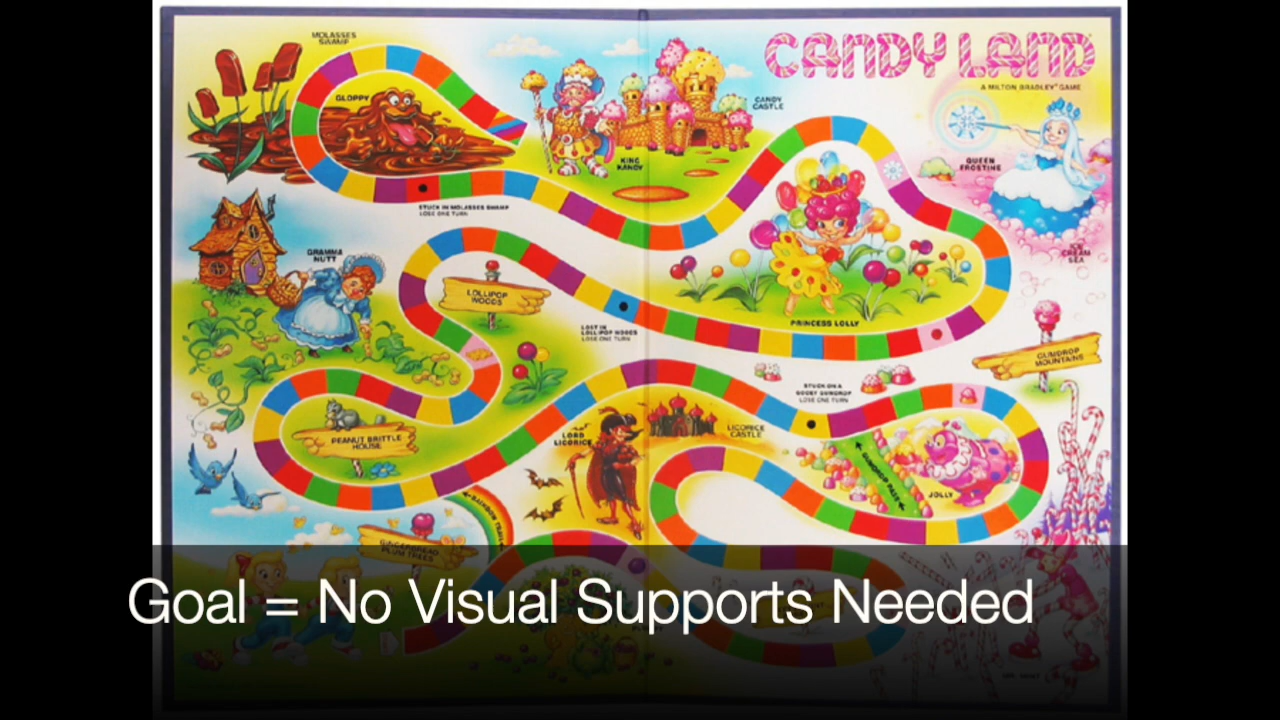 MOLASSES
SWAMP
CANDY LAND
A MILTON BRADLEY GAME
GLOPPY
CANDY
CASTLE
KING
KANDY
QUEEN
FROSTINE
STUCK IN MOLASSES SWAMP
LOSE ONE TURN
ICE
CREAM
SEA
GRAMMA
NUTT
LOLLIPOP
WOODS
PRINCESS LOLLY
LOST IN
LOLLIPOP WOODS
LOSE ONE TURN
GUMDROP
MOUNTAINS
STUCK ON A
GOOEY GUMDROP
LOSE ONE TURN
PEANUT BRITTLE
HOUSE
LORD
LICORICE
LICORICE
CASTLE
GUMDROP PASS
JOLLY
RAINBOW TRAIL
GINGERBREAD
PLUM TREES
Goal = No Visual Supports Needed